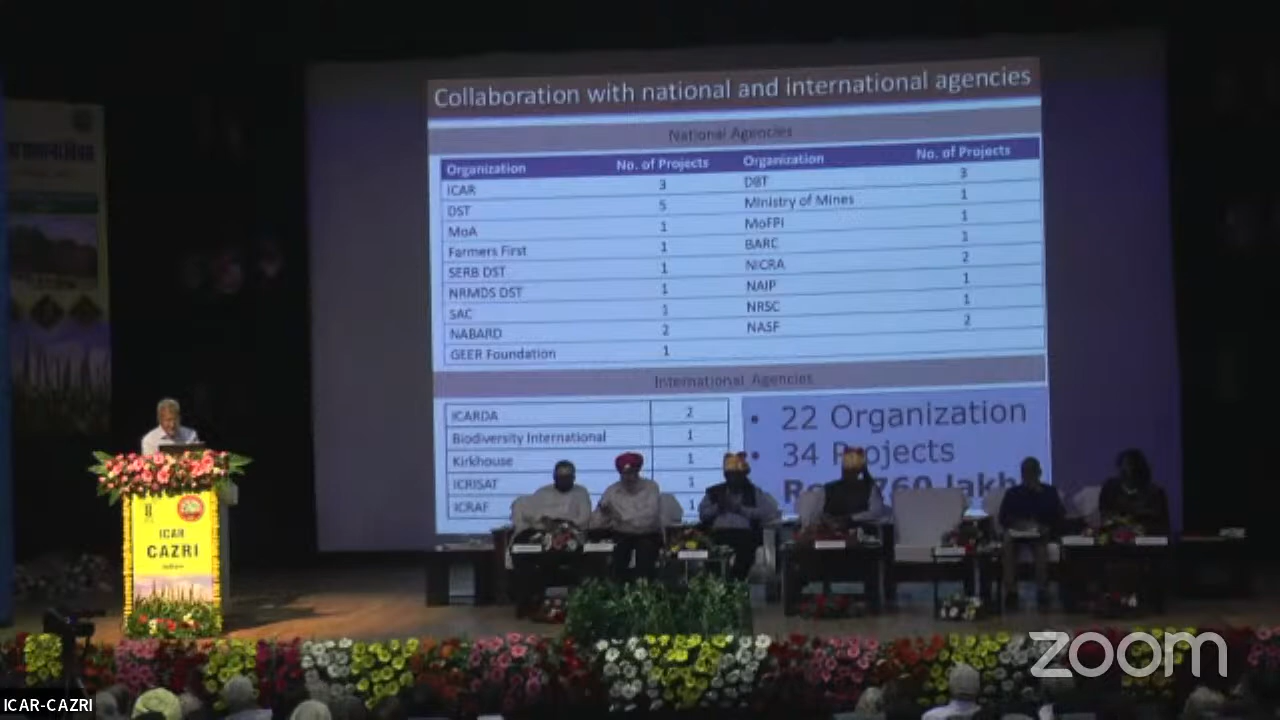 Collaboration with national and international agencies
National Agencies
Organization No. of Projects Organization No. of Projects
ICAR 3 DBT 3
DST 5 Ministry of Mines 1
MoA 1 MoFPI 1
Farmers First 1 BARC 1
SERB DST 1 NICRA 2
NRMDS DST 1 NAIP 1
SAC 1 NRSC 1
NABARD 2 NASF 2
GEER Foundation 1
International Agencies
ICARDA 2
Biodiversity International 1
Kirkhouse 1
ICRISAT 1
ICRAF 1
• 22 Organization
• 34 Projects
760 lakh
ICAR
CAZRI
zoom
ICAR-CAZRI